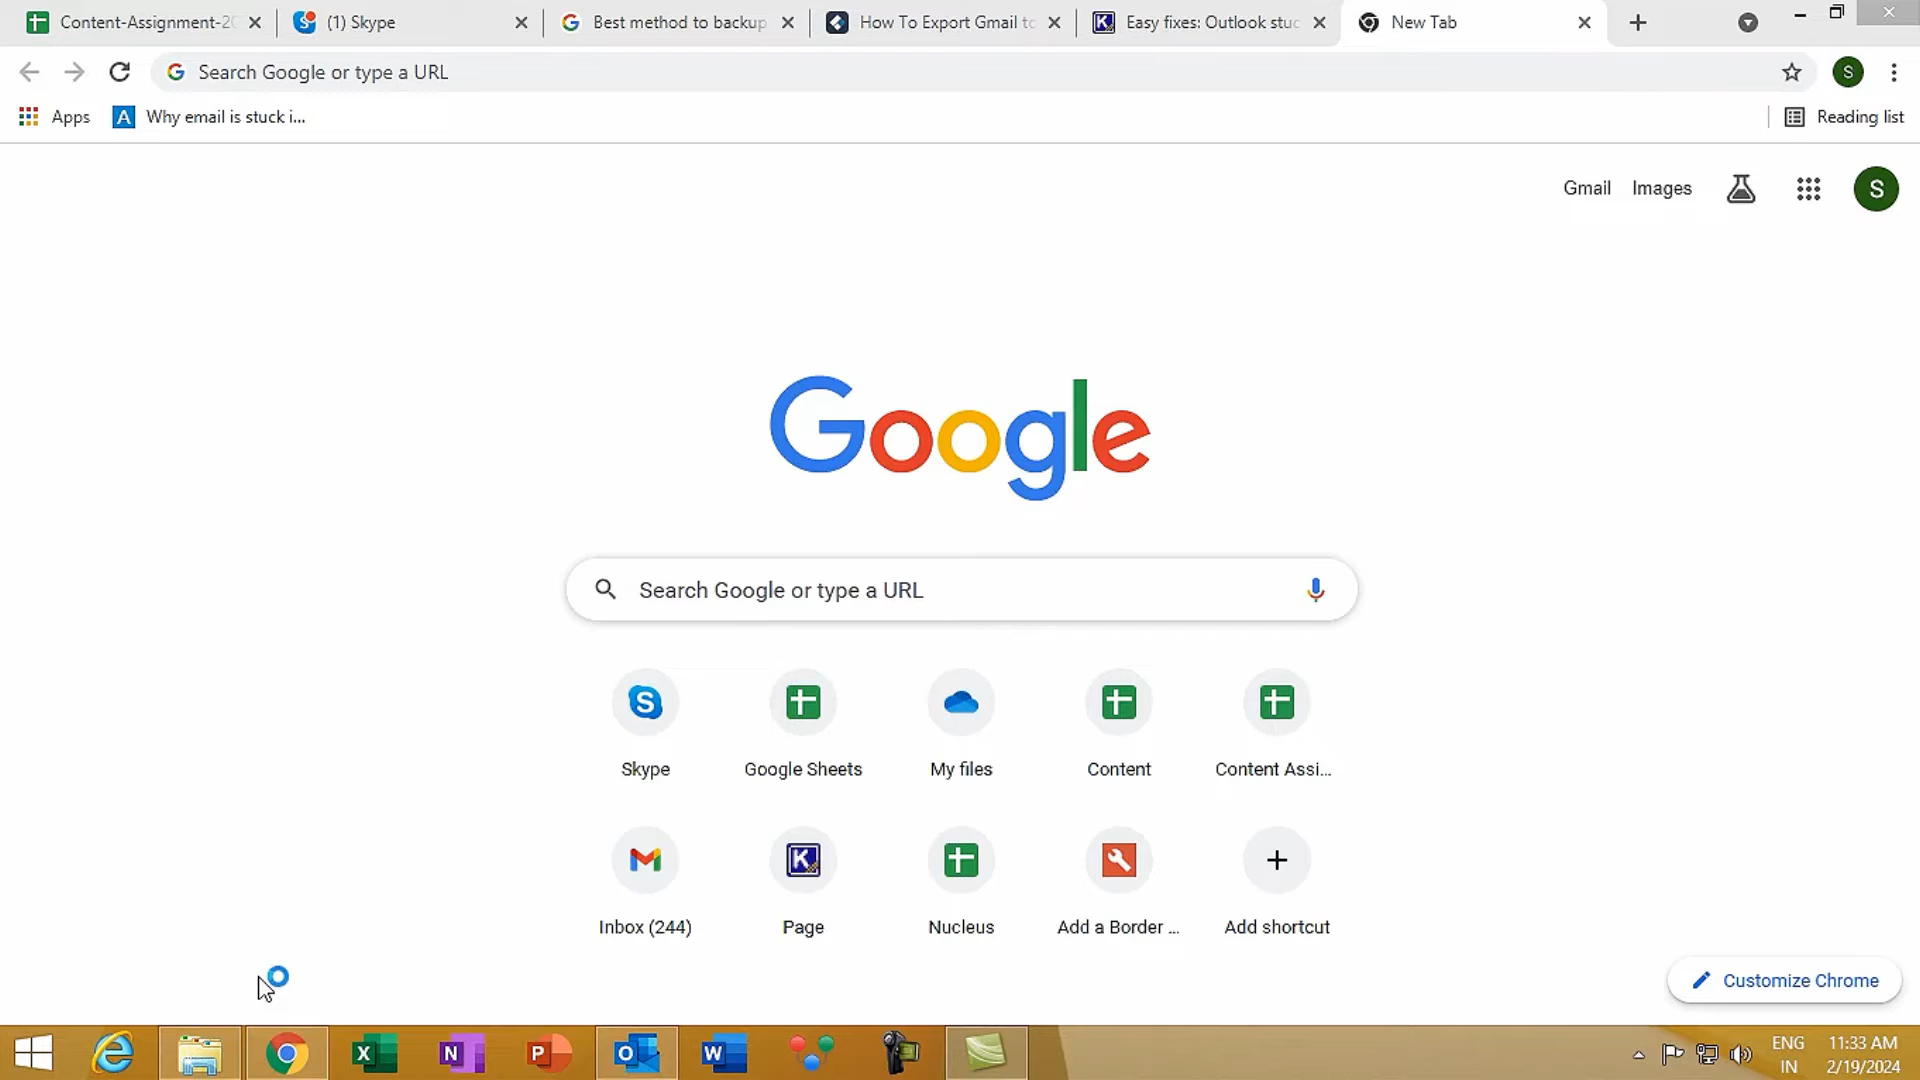 Content-Assignment-20
(1) Skype
Best method to backup
How To Export Gmail to
Easy fixes: Outlook stuc
New Tab
Search Google or type a URL
S
Apps
A
Why email is stuck i...
Reading list
Gmail
Images
S
Google
Search Google or type a URL
Skype
Google Sheets
My files
Content
Content Assi...
Inbox (244)
Page
Nucleus
Add a Border ...
Add shortcut
Customize Chrome
ENG
IN
11:33 AM
2/19/2024